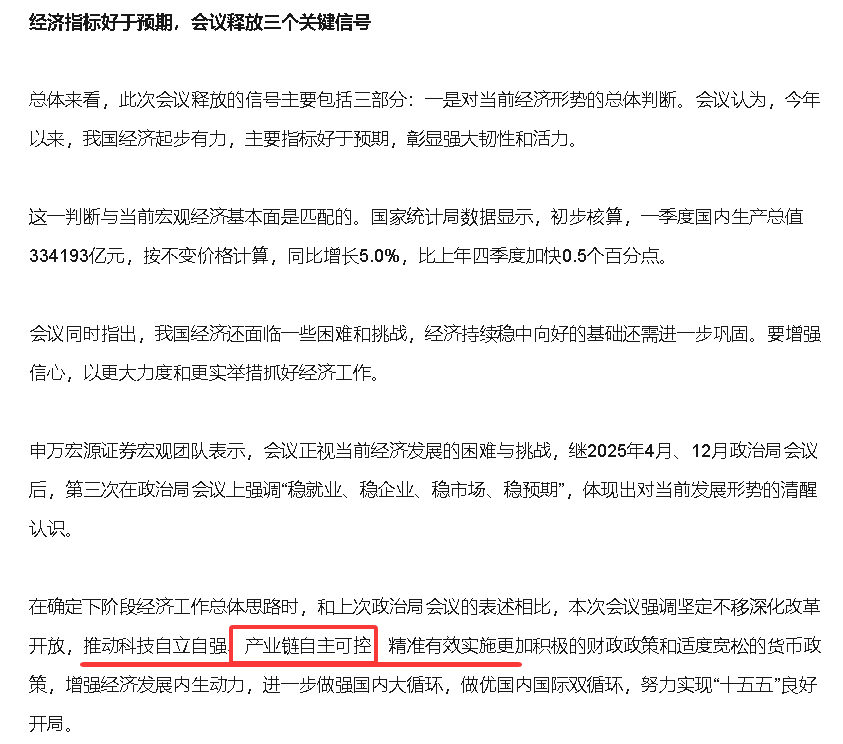 经济指标好于预期，会议释放三个关键信号
总体来看，此次会议释放的信号主要包括三部分：一是对当前经济形势的总体判断。会议认为，今年
以来，我国经济起步有力，主要指标好于预期，彰显强大韧性和活力。
这一判断与当前宏观经济基本面是匹配的。国家统计局数据显示，初步核算，一季度国内生产总值
334193亿元，按不变价格计算，同比增长5.0%，比上年四季度加快0.5个百分点。
会议同时指出，我国经济还面临一些困难和挑战，经济持续稳中向好的基础还需进一步巩固。要增强
信心，以更大力度和更实举措抓好经济工作。
申万宏源证券宏观团队表示，会议正视当前经济发展的困难与挑战，继2025年4月、12月政治局会议
后，第三次在政治局会议上强调“稳就业、稳企业、稳市场、稳预期”，体现出对当前发展形势的清醒
认识。
在确定下阶段经济工作总体思路时，和上次政治局会议的表述相比，本次会议强调坚定不移深化改革
开放，推动科技自立自强、产业链自主可控 精准有效实施更加积极的财政政策和适度宽松的货币政
策，增强经济发展内生动力，进一步做强国内大循环，做优国内国际双循环，努力实现“十五五”良好
开局。